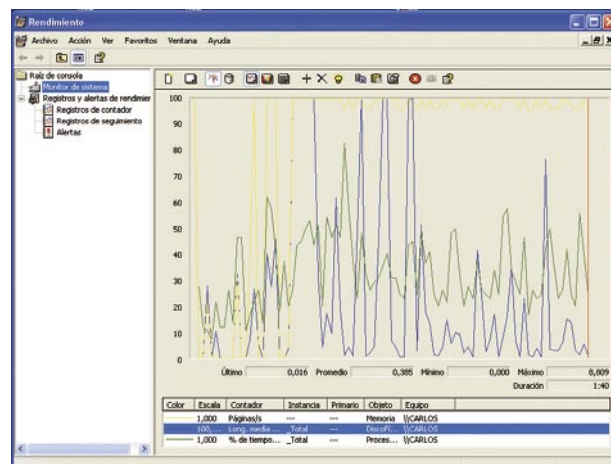 Rendimiento
Archivo Acción Ver Favoritos Ventana Ayuda
Raíz de consola
Monitor de sistema
Registros y alertas de rendimier
Registros de contador
Registros de seguimiento
Alertas
100
90
80
70
60
50
40
30
20
10
0
Último 0,016 Promedio 0,385 Mínimo 0,000 Máximo 8,809
Duración 1:40
Color Escala Contador Instancia Primario Objeto Equipo
1,000 Páginas/s --- --- Memoria \\CARLOS
100,... Long. media ... _Total --- DiscoFí... \\CARLOS
1,000 % de tiempo... _Total --- Proces... \\CARLOS